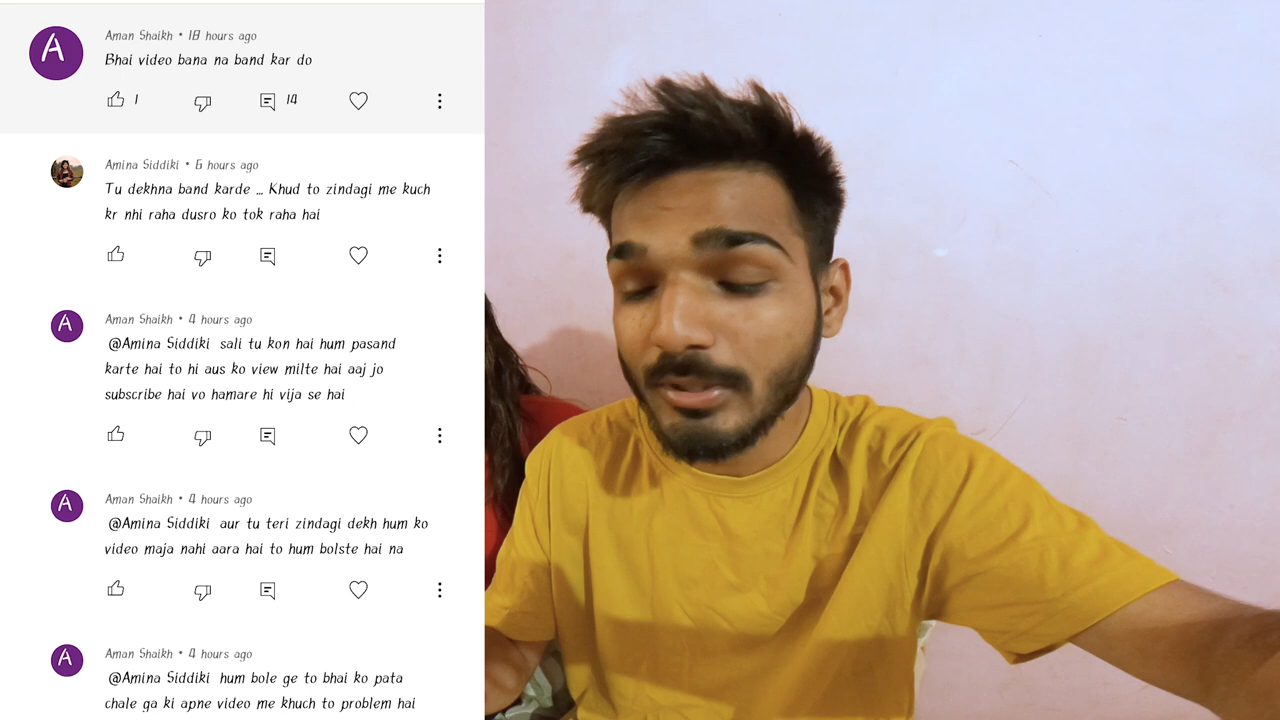 A
Aman Shaikh • 18 hours ago
Bhai video bana na band kar do
1
14
Amina Siddiki • 6 hours ago
Tu dekhna band karde ... Khud to zindagi me kuch
kr nhi raha dusro ko tok raha hai
A
Aman Shaikh • 4 hours ago
@Amina Siddiki sali tu kon hai hum pasand
karte hai to hi aus ko view milte hai aaj jo
subscribe hai vo hamare hi vija se hai
A
Aman Shaikh • 4 hours ago
@Amina Siddiki aur tu teri zindagi dekh hum ko
video maja nahi aara hai to hum bolste hai na
A
Aman Shaikh • 4 hours ago
@Amina Siddiki hum bole ge to bhai ko pata
chale ga ki apne video me khuch to problem hai